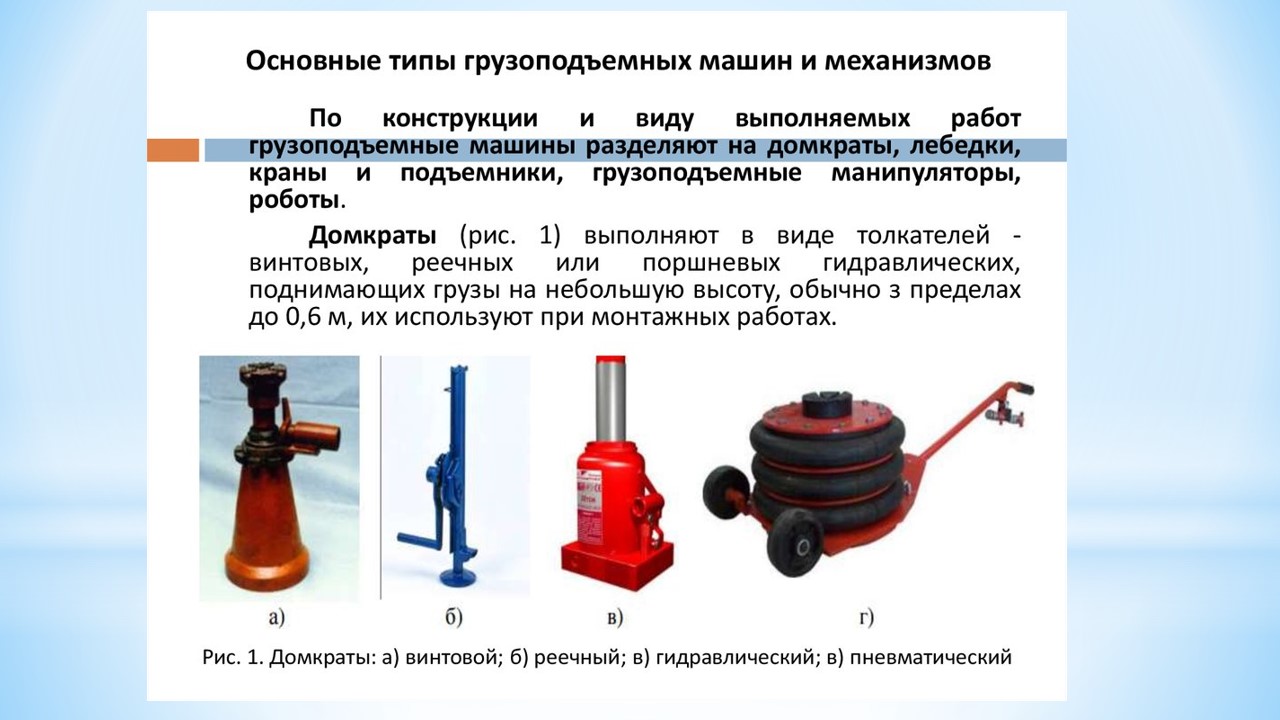 Основные типы грузоподъемных машин и механизмов
По конструкции и виду выполняемых работ
грузоподъемные машины разделяют на домкраты, лебедки,
краны и подъемники, грузоподъемные манипуляторы,
роботы.
Домкраты (рис. 1) выполняют в виде толкателей -
винтовых, реечных или поршневых гидравлических,
поднимающих грузы на небольшую высоту, обычно з пределах
до 0,6 м, их используют при монтажных работах.
а) б) в) г)
Рис. 1. Домкраты: а) винтовой; б) реечный; в) гидравлический; в) пневматический